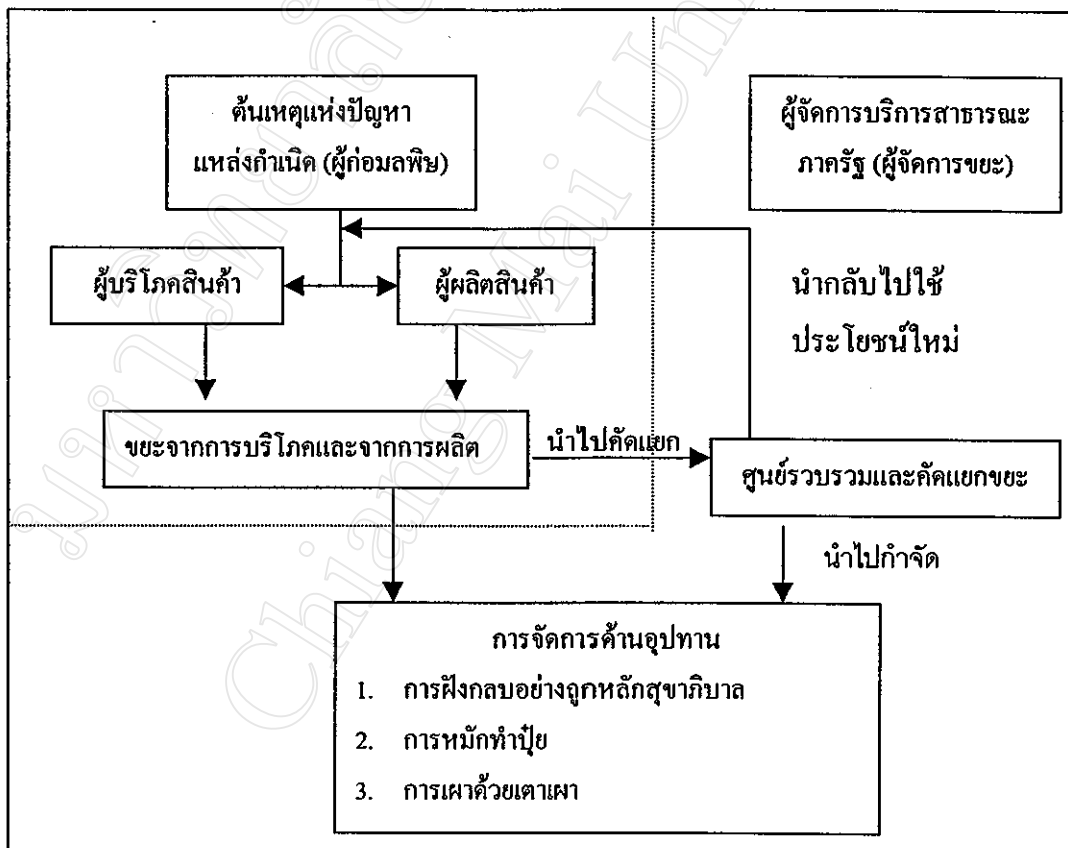 ต้นเหตุแห่งปัญหา
แหล่งกำเนิด (ผู้ก่อมลพิษ)
ผู้จัดการบริการสาธารณะ
ภาครัฐ (ผู้จัดการขยะ)
ผู้บริโภคสินค้า
ผู้ผลิตสินค้า
นำกลับไปใช้
ประโยชน์ใหม่
ขยะจากการบริโภคและจากการผลิต
นำไปคัดแยก
ศูนย์รวบรวมและคัดแยกขยะ
นำไปกำจัด
การจัดการด้านอุปทาน
1. การฝังกลบอย่างถูกหลักสุขาภิบาล
2. การหมักทำปุ๋ย
3. การเผาด้วยเตาเผา
Chiang Mai Uni